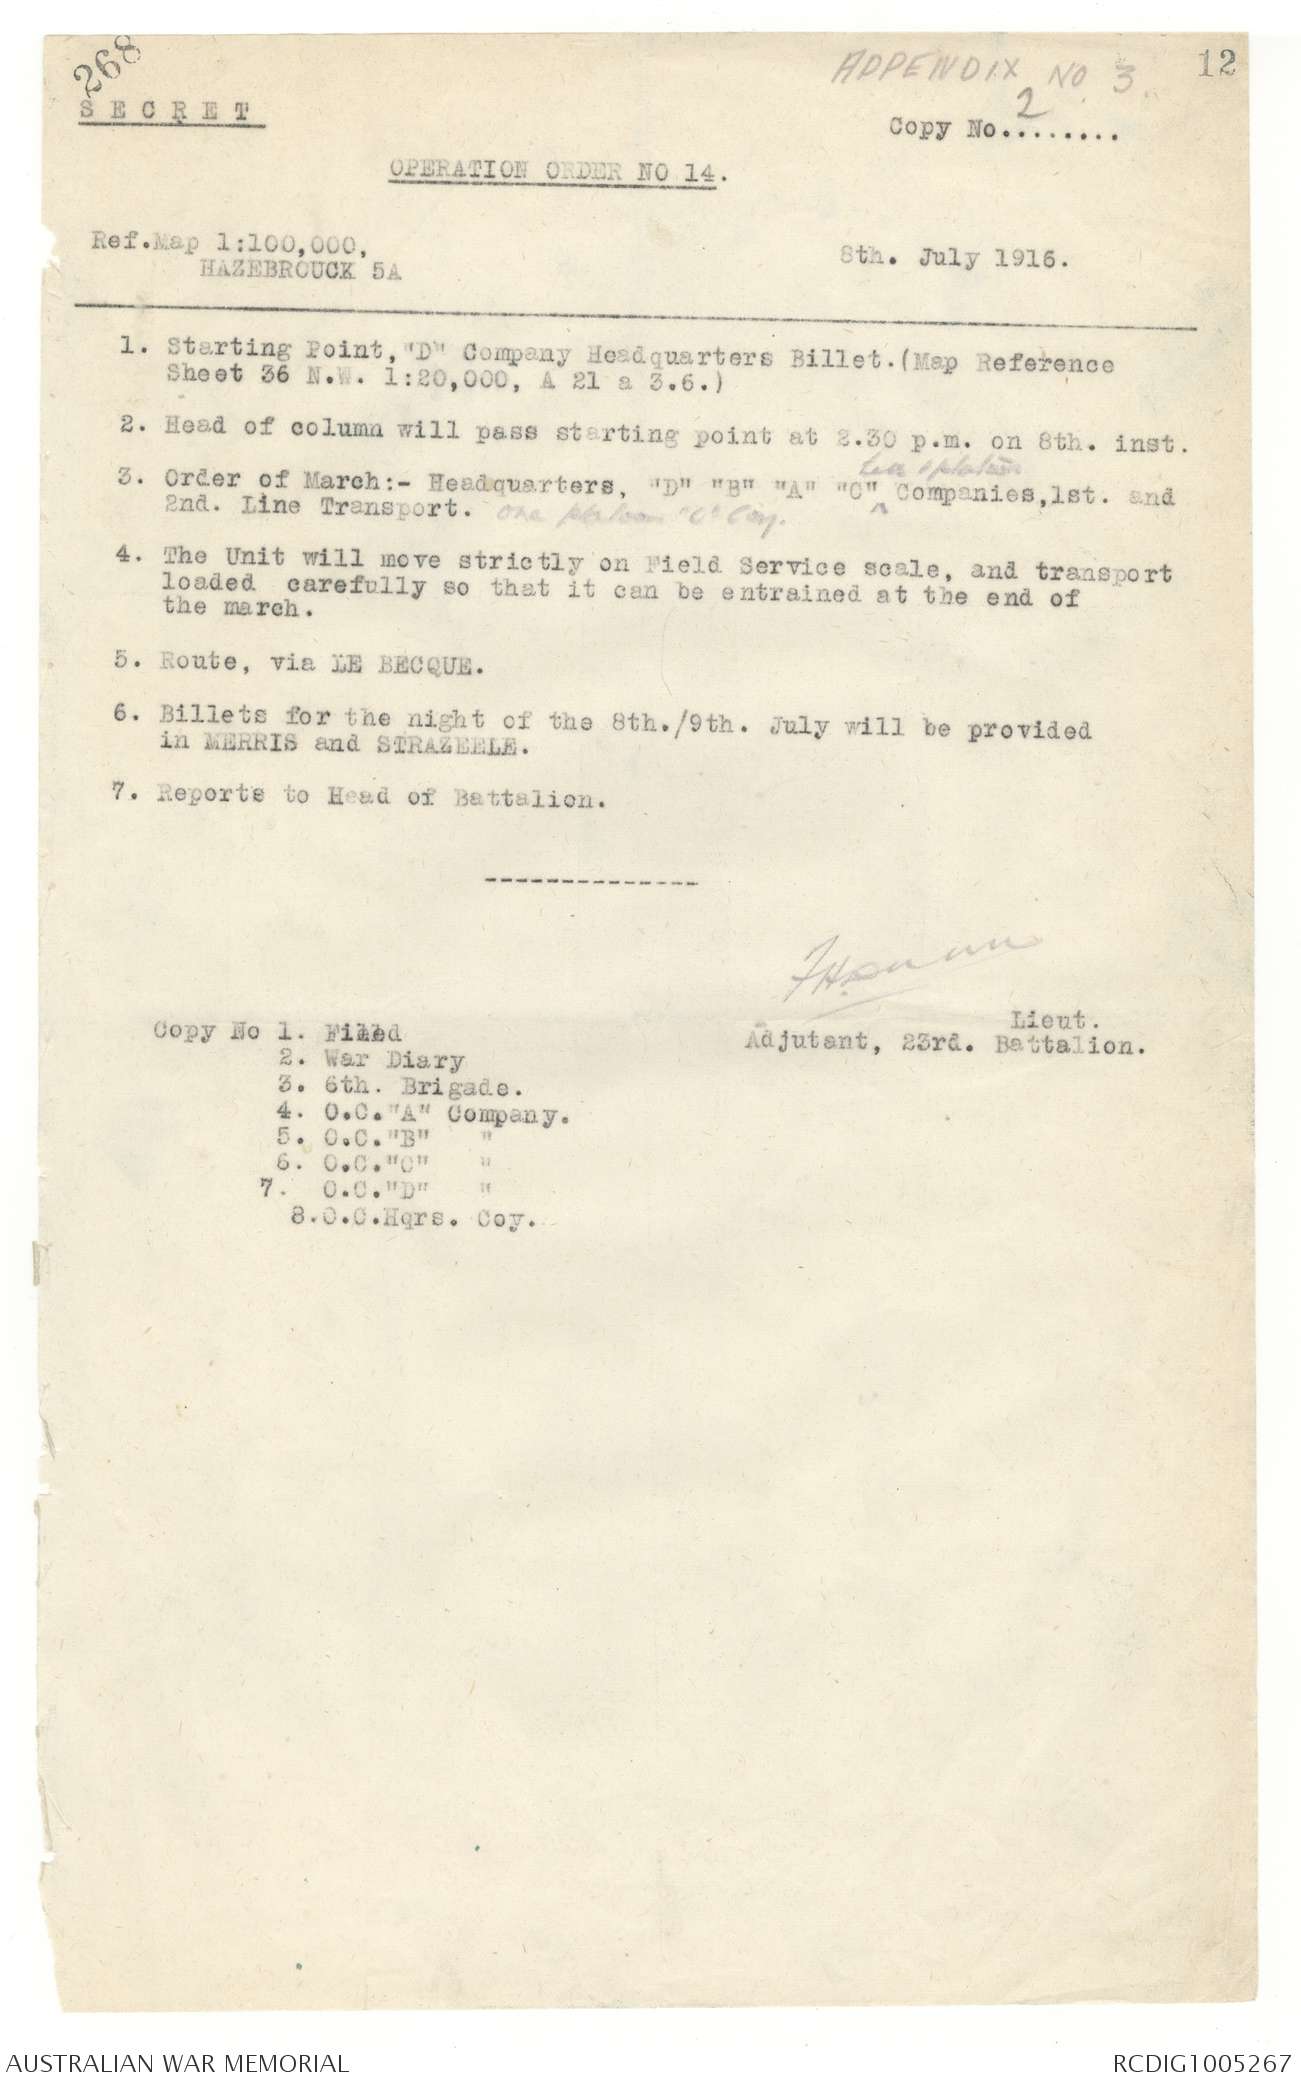 268
APPENDIX NO 3.
12
SECRET
Copy No...2.....
OPERATION ORDER NO 14.
Ref.Map 1:100,000,
HAZEBROUCK 5A
8th. July 1916.
1. Starting Point,"D" Company Headquarters Billet.(Map Reference
Sheet 36 N.W. 1:20,000, A 21 a 3.6.)
2. Head of column will pass starting point at 2.30 p.m. on 8th. inst.
less 1 platoon
3. Order of March:- Headquarters, "D" "B" "A" "C" ^ Companies,1st. and
2nd. Line Transport. One platoon "C" Coy.
4. The Unit will move strictly on Field Service scale, and transport
loaded carefully so that it can be entrained at the end of
the march.
5. Route, via LE BECQUE.
6. Billets for the night of the 8th./9th. July will be provided
in MERRIS and STRAZEELE.
7. Reports to Head of Battalion.
--------------
Lieut.
Adjutant, 23rd. Battalion.
Copy No 1. Filed
2. War Diary
3. 6th. Brigade.
4. O.C."A" Company.
5. O.C."B" "
6. O.C."C" "
7. O.C."D" "
8.O.C.Hqrs. Coy.
AUSTRALIAN WAR MEMORIAL
RCDIG1005267